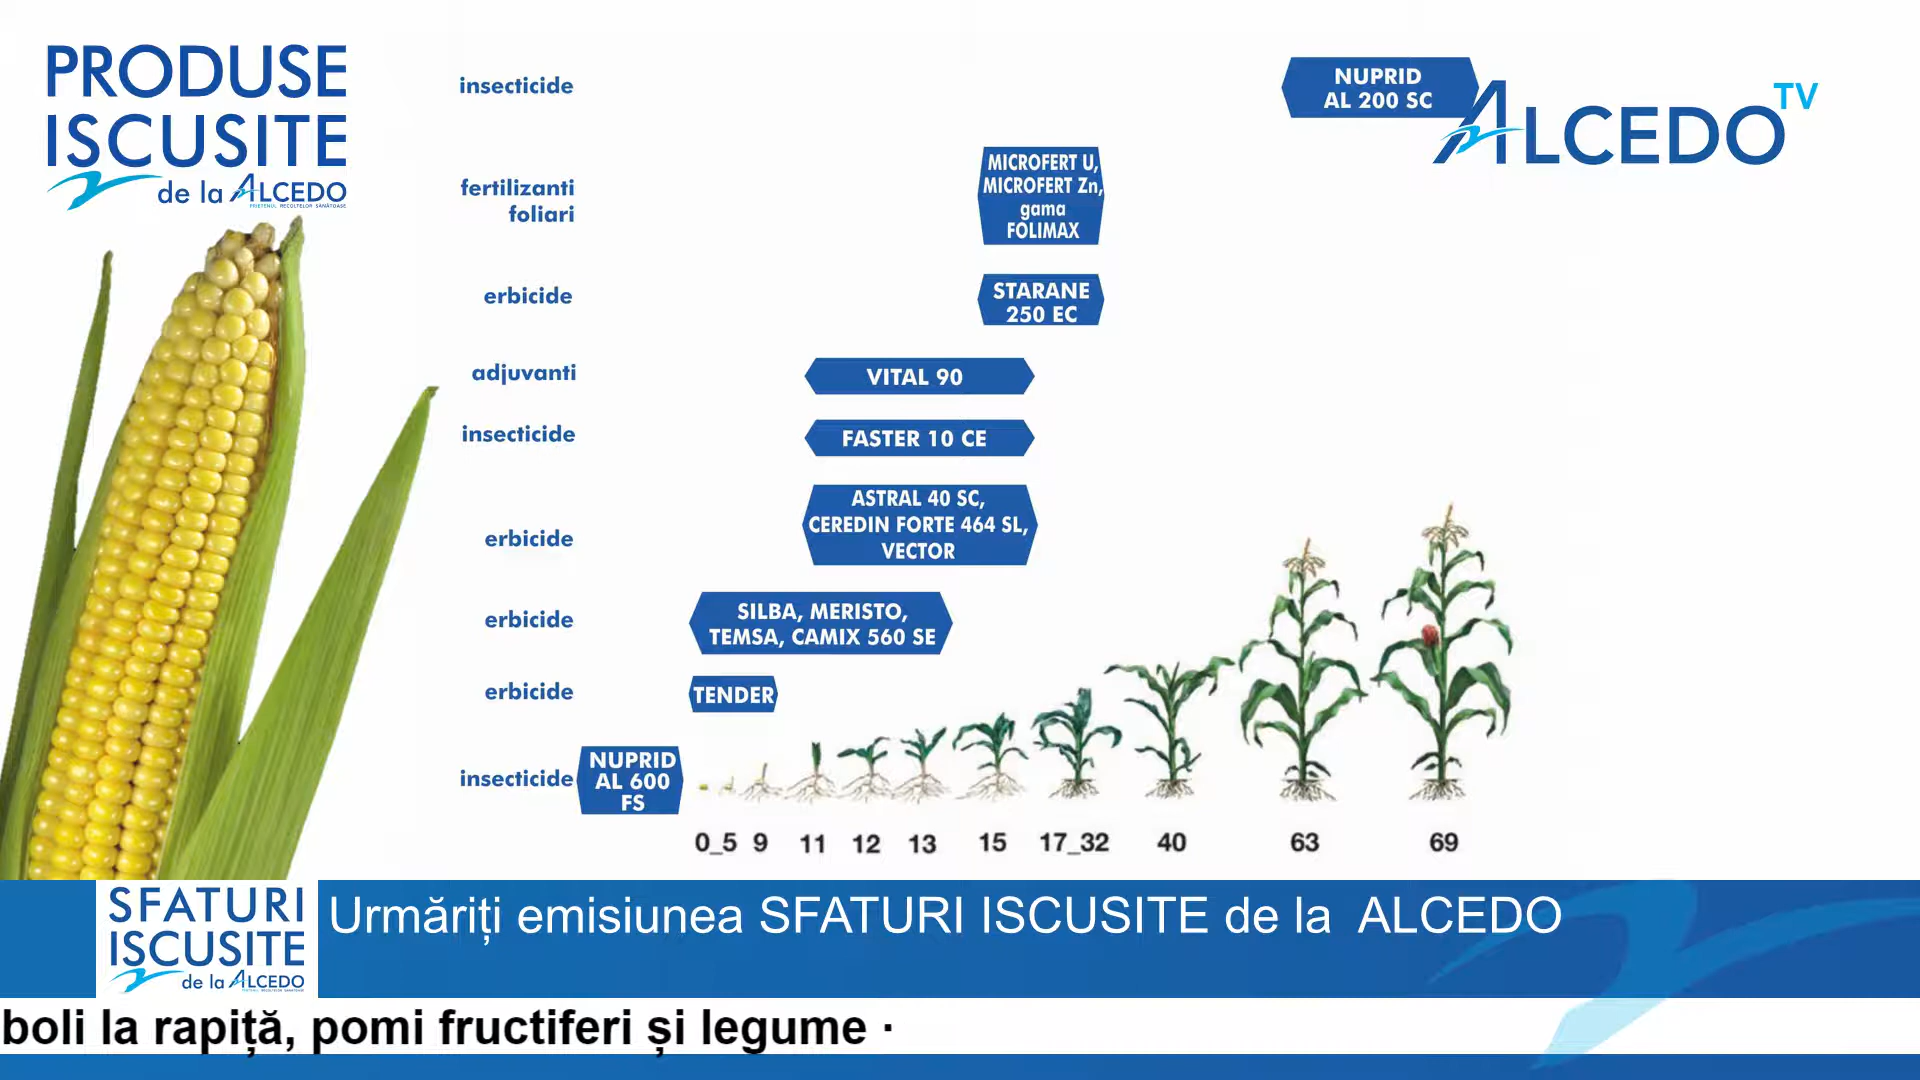 PRODUSE
ISCUSITE
de la ALCEDO
PRIETENUL RECOLTELOR SĂNĂTOASE
insecticide
NUPRID
AL 200 SC
ALCEDO TV
fertilizanti
foliari
MICROFERT U,
MICROFERT Zn,
gama
FOLIMAX
erbicide
STARANE
250 EC
adjuvanti
VITAL 90
insecticide
FASTER 10 CE
erbicide
ASTRAL 40 SC,
CEREDIN FORTE 464 SL,
VECTOR
erbicide
SILBA, MERISTO,
TEMSA, CAMIX 560 SE
erbicide
TENDER
insecticide
NUPRID
AL 600
FS
0_5 9 11 12 13 15 17_32 40 63 69
SFATURI
ISCUSITE
de la ALCEDO
Urmăriți emisiunea SFATURI ISCUSITE de la ALCEDO
boli la rapiță, pomi fructiferi și legume ·